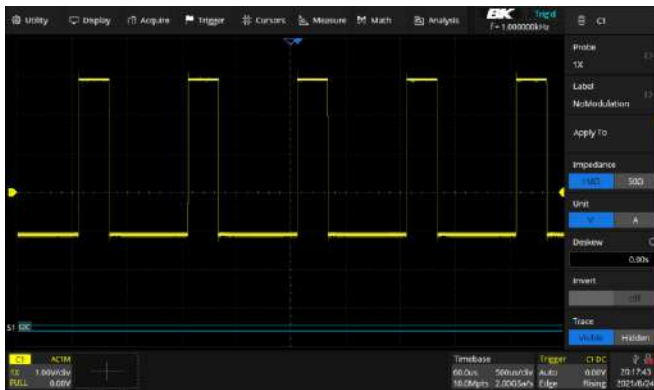 Utility Display Acquire Trigger Cursors Measure Math Analysis BK Trig'd C1
F = 1.000000kHz
Probe
1X
Label
NoModulation
Apply To
Impedance
1MΩ 50Ω
Unit
V A
Deskew
0.00s
Invert
off
Trace
Visible Hidden
S1 I2C
C1 AC1M
1X 1.00V/div
FULL 0.00V
Timebase
60.0us 500us/div
10.0Mpts 2.00GSa/s
Trigger C1 DC
Auto 0.00V
Edge Rising
20:17:43
2021/6/24